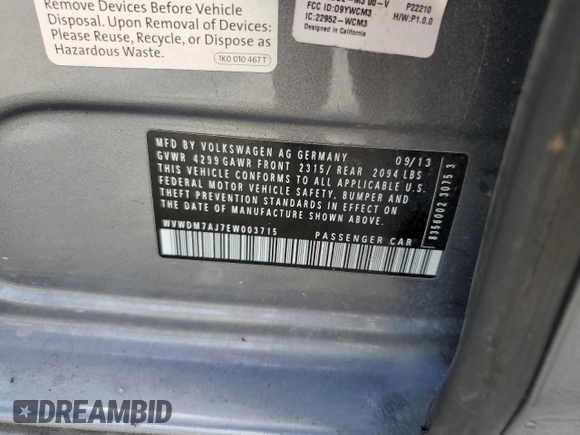 Remove Devices Before Vehicle
Disposal. Upon Removal of Devices:
Please Reuse, Recycle, or Dispose as
Hazardous Waste.
1K0 010 467 T
P22210
FCC ID:O9YWCM3
H/W:P1.0.0
IC:22952-WCM3
Designed in California
MFD BY VOLKSWAGEN AG GERMANY 09/13
GVWR 4299 GAWR FRONT 2315/ REAR 2094 LBS
THIS VEHICLE CONFORMS TO ALL APPLICABLE U.S.
FEDERAL MOTOR VEHICLE SAFETY, BUMPER AND
THEFT PREVENTION STANDARDS IN EFFECT ON THE
DATE OF MANUFACTURE SHOWN ABOVE.
WVWDM7AJ7EW003715 PASSENGER CAR
8356002 3075 3
DREAMBID